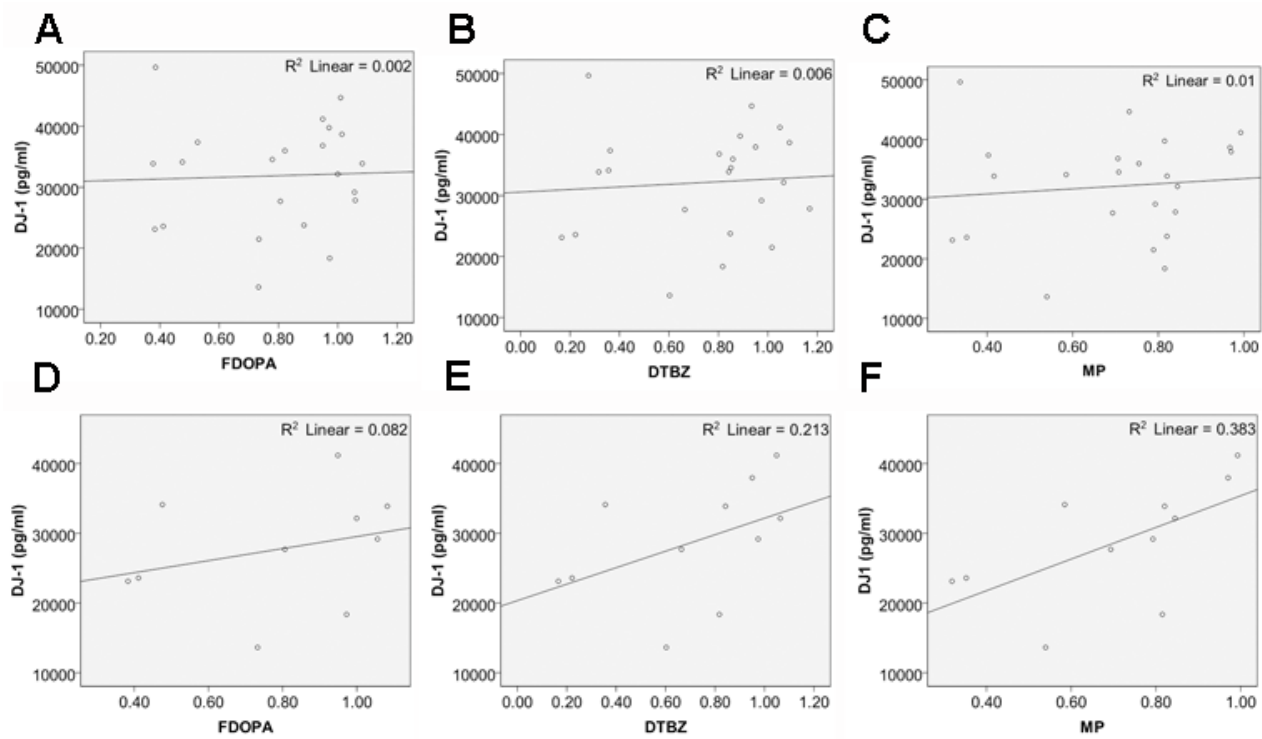 A
R² Linear = 0.002
DJ-1 (pg/ml)
50000
40000
30000
20000
10000
0.20 0.40 0.60 0.80 1.00 1.20
FDOPA
B
R² Linear = 0.006
50000
40000
30000
20000
10000
0.00 0.20 0.40 0.60 0.80 1.00 1.20
DTBZ
DJ-1 (pg/ml)
C
R² Linear = 0.01
50000
40000
30000
20000
10000
0.40 0.60 0.80 1.00
MP
DJ-1 (pg/ml)
D
R² Linear = 0.082
DJ-1 (pg/ml)
40000
30000
20000
10000
0.40 0.60 0.80 1.00
FDOPA
E
R² Linear = 0.213
DJ-1 (pg/ml)
40000
30000
20000
10000
0.00 0.20 0.40 0.60 0.80 1.00 1.20
DTBZ
F
R² Linear = 0.383
DJ1 (pg/ml)
40000
30000
20000
10000
0.40 0.60 0.80 1.00
MP